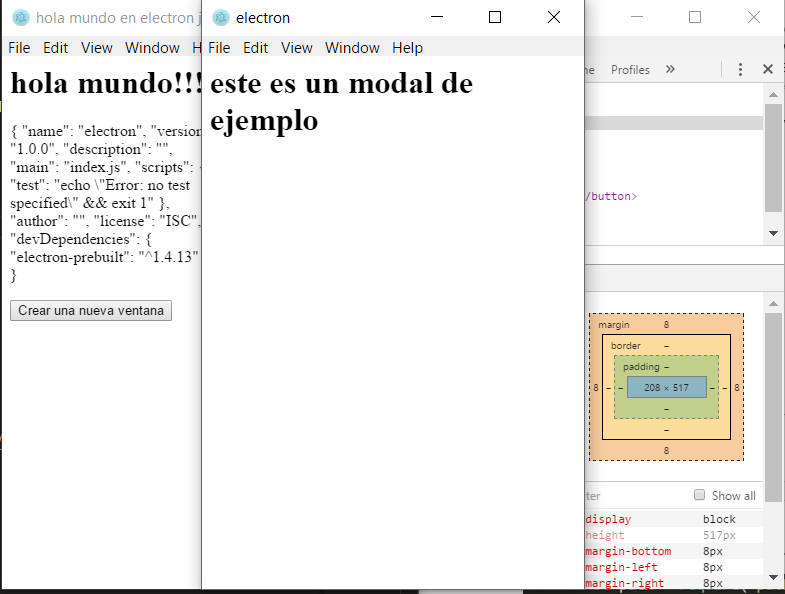 hola mundo en electron j
File Edit View Window H
hola mundo!!!
{ "name": "electron", "version
"1.0.0", "description": "",
"main": "index.js", "scripts": {
"test": "echo \"Error: no test
specified\" && exit 1" },
"author": "", "license": "ISC",
"devDependencies": {
"electron-prebuilt": "^1.4.13"
}
Crear una nueva ventana
electron
File Edit View Window Help
este es un modal de
ejemplo
ne Profiles »
/button>
margin 8
border –
padding –
8 – – 208 × 517 – – 8
–
–
8
ter Show all
display block
height 517px
margin-bottom 8px
margin-left 8px
margin-right 8px